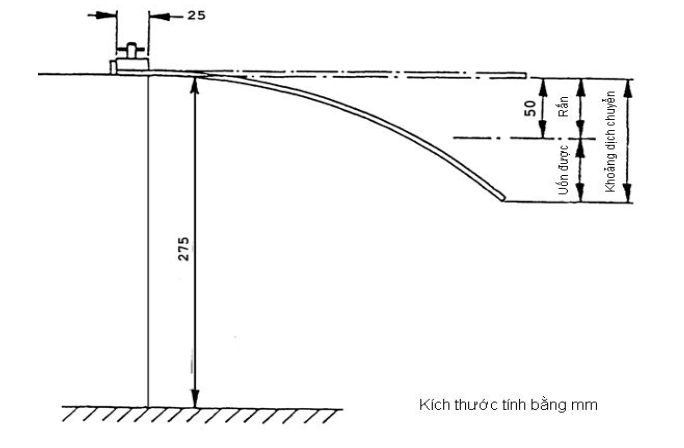 25
50
Rắn
Uốn được
Khoảng dịch chuyển
275
Kích thước tính bằng mm